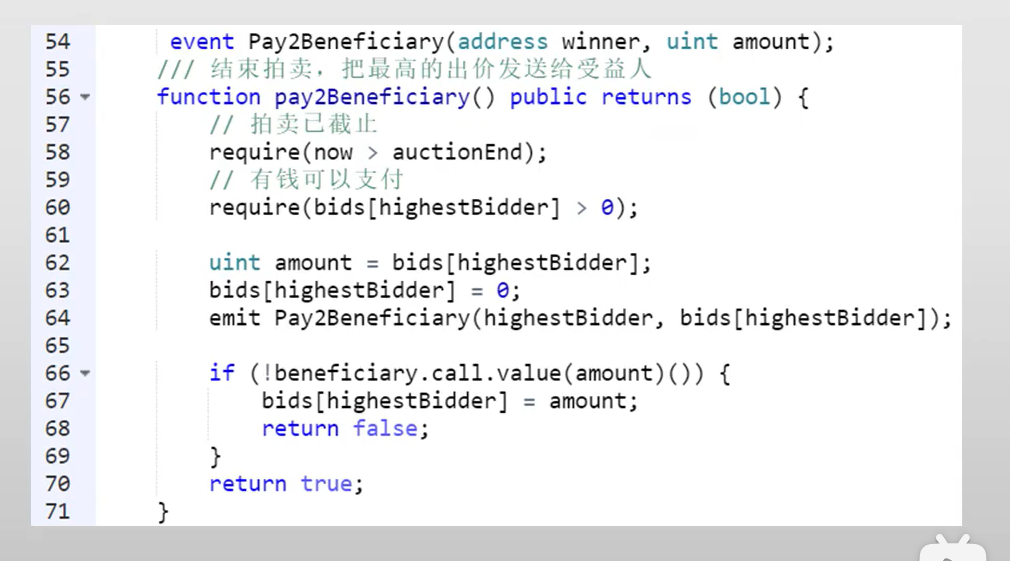 54 event Pay2Beneficiary(address winner, uint amount);
55 /// 结束拍卖，把最高的出价发送给受益人
56 function pay2Beneficiary() public returns (bool) {
57 // 拍卖已截止
58 require(now > auctionEnd);
59 // 有钱可以支付
60 require(bids[highestBidder] > 0);
61
62 uint amount = bids[highestBidder];
63 bids[highestBidder] = 0;
64 emit Pay2Beneficiary(highestBidder, bids[highestBidder]);
65
66 if (!beneficiary.call.value(amount)()) {
67 bids[highestBidder] = amount;
68 return false;
69 }
70 return true;
71 }